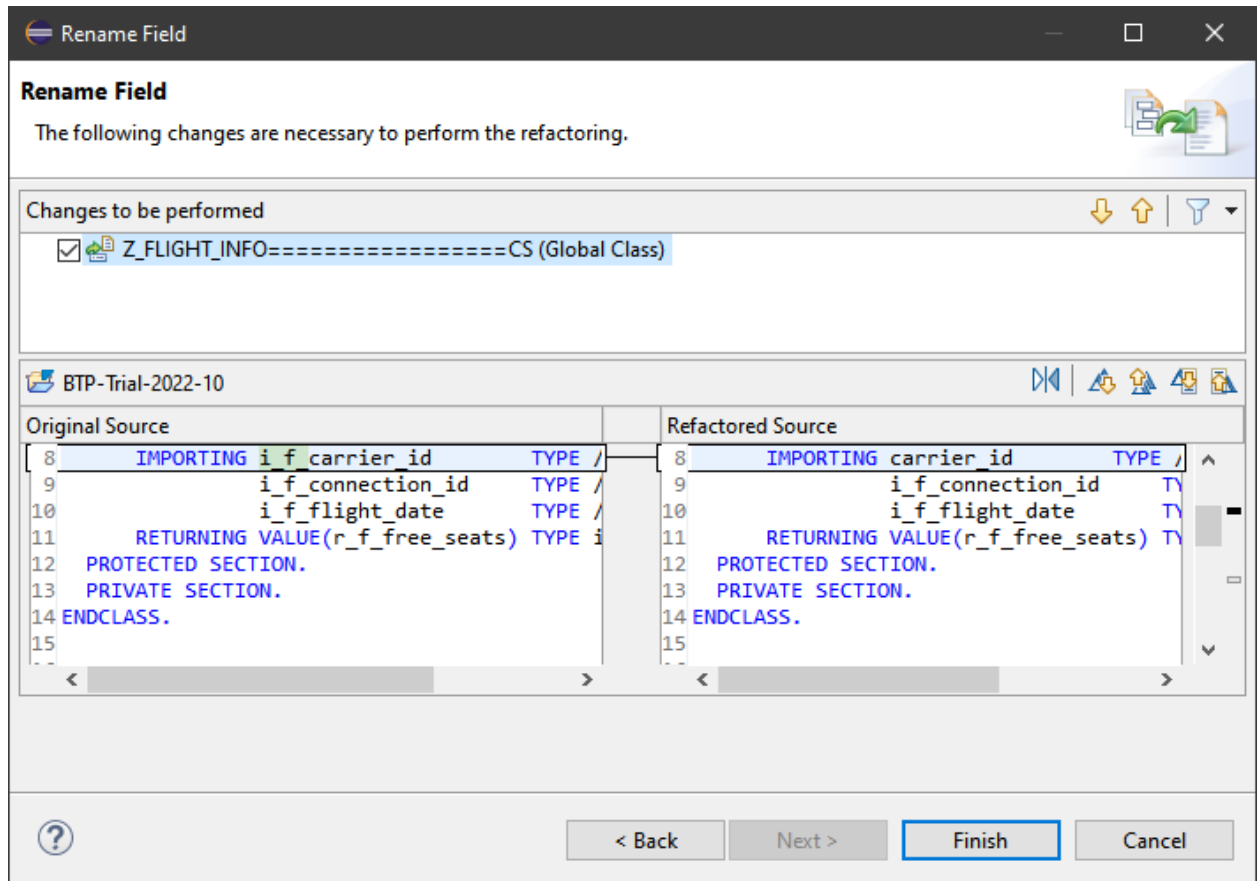 Rename Field
Rename Field
The following changes are necessary to perform the refactoring.
Changes to be performed
Z_FLIGHT_INFO=================CS (Global Class)
BTP-Trial-2022-10
Original Source
8 IMPORTING i_f_carrier_id TYPE /
9 i_f_connection_id TYPE /
10 i_f_flight_date TYPE /
11 RETURNING VALUE(r_f_free_seats) TYPE i
12 PROTECTED SECTION.
13 PRIVATE SECTION.
14 ENDCLASS.
15
Refactored Source
8 IMPORTING carrier_id TYPE /
9 i_f_connection_id TY
10 i_f_flight_date TY
11 RETURNING VALUE(r_f_free_seats) TY
12 PROTECTED SECTION.
13 PRIVATE SECTION.
14 ENDCLASS.
15
< Back
Next >
Finish
Cancel